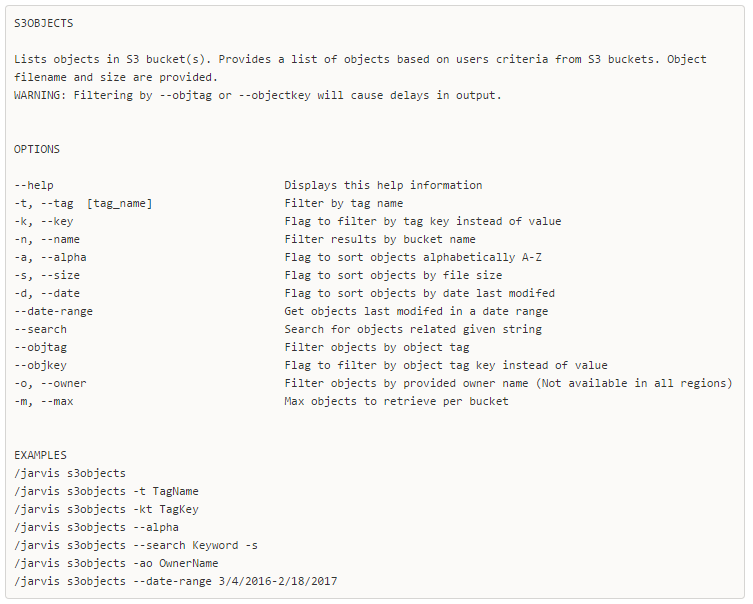 S3OBJECTS
Lists objects in S3 bucket(s). Provides a list of objects based on users criteria from S3 buckets. Object
filename and size are provided.
WARNING: Filtering by --objtag or --objectkey will cause delays in output.
OPTIONS
--help Displays this help information
-t, --tag [tag_name] Filter by tag name
-k, --key Flag to filter by tag key instead of value
-n, --name Filter results by bucket name
-a, --alpha Flag to sort objects alphabetically A-Z
-s, --size Flag to sort objects by file size
-d, --date Flag to sort objects by date last modifed
--date-range Get objects last modifed in a date range
--search Search for objects related given string
--objtag Filter objects by object tag
--objkey Flag to filter by object tag key instead of value
-o, --owner Filter objects by provided owner name (Not available in all regions)
-m, --max Max objects to retrieve per bucket
EXAMPLES
/jarvis s3objects
/jarvis s3objects -t TagName
/jarvis s3objects -kt TagKey
/jarvis s3objects --alpha
/jarvis s3objects --search Keyword -s
/jarvis s3objects -ao OwnerName
/jarvis s3objects --date-range 3/4/2016-2/18/2017